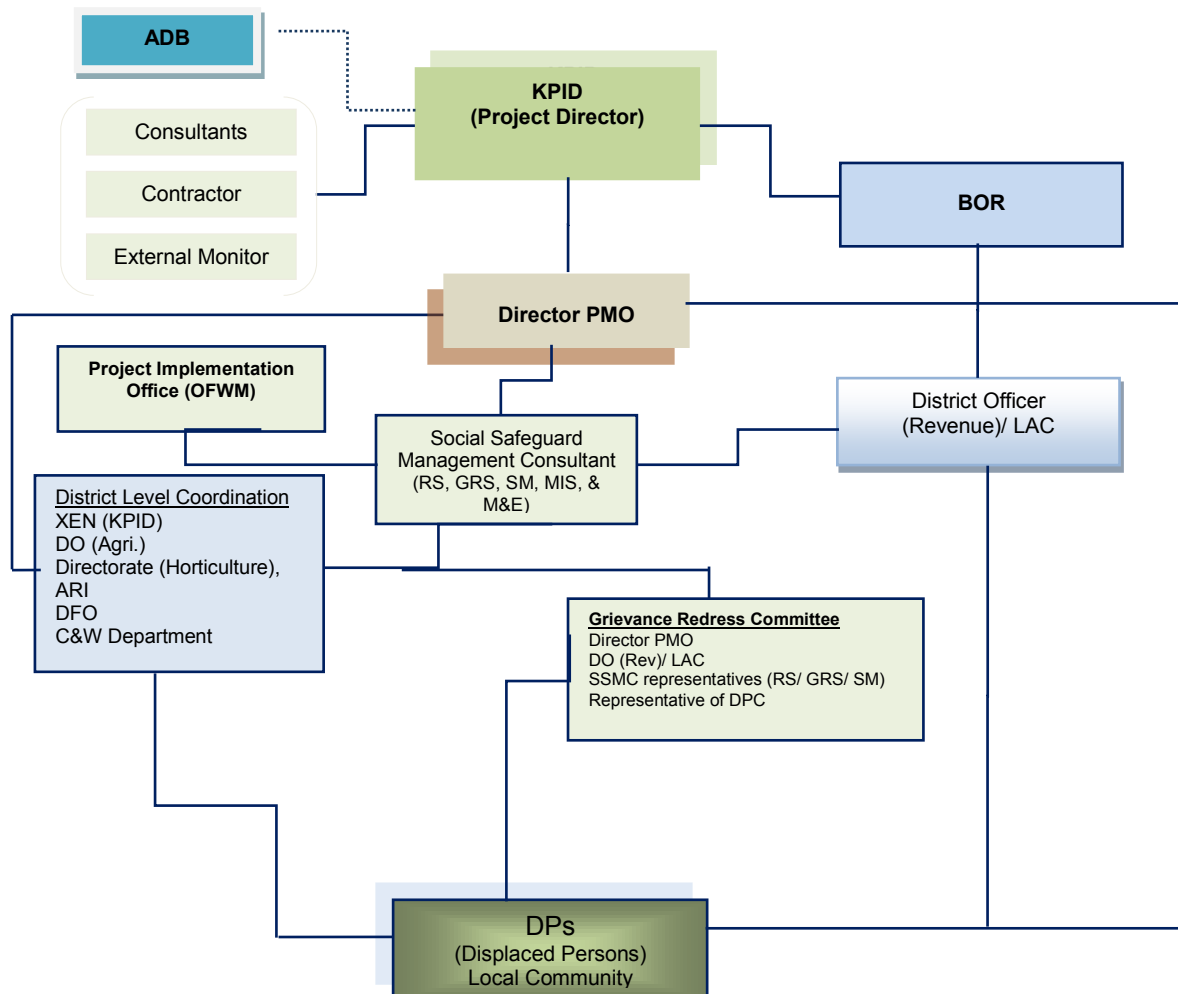 ADB
KPID
(Project Director)
Consultants
Contractor
External Monitor
BOR
Director PMO
Project Implementation
Office (OFWM)
District Officer
(Revenue)/ LAC
Social Safeguard
Management Consultant
(RS, GRS, SM, MIS, &
M&E)
District Level Coordination
XEN (KPID)
DO (Agri.)
Directorate (Horticulture),
ARI
DFO
C&W Department
Grievance Redress Committee
Director PMO
DO (Rev)/ LAC
SSMC representatives (RS/ GRS/ SM)
Representative of DPC
DPs
(Displaced Persons)
Local Community